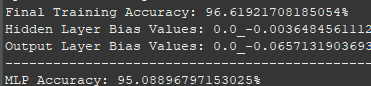 Final Training Accuracy: 96.61921708185054%
Hidden Layer Bias Values: 0.0_-0.0036484561112
Output Layer Bias Values: 0.0_-0.0657131903693
--------------------------------------------------
MLP Accuracy: 95.08896797153025%